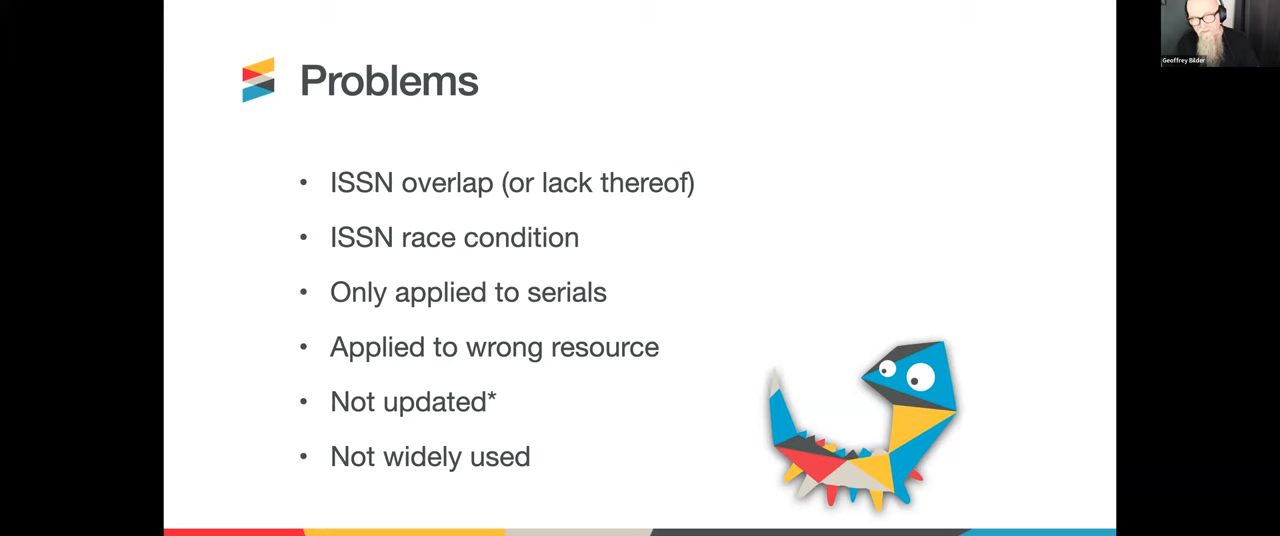 Problems
• ISSN overlap (or lack thereof)
• ISSN race condition
• Only applied to serials
• Applied to wrong resource
• Not updated*
• Not widely used
Geoffrey Bilder